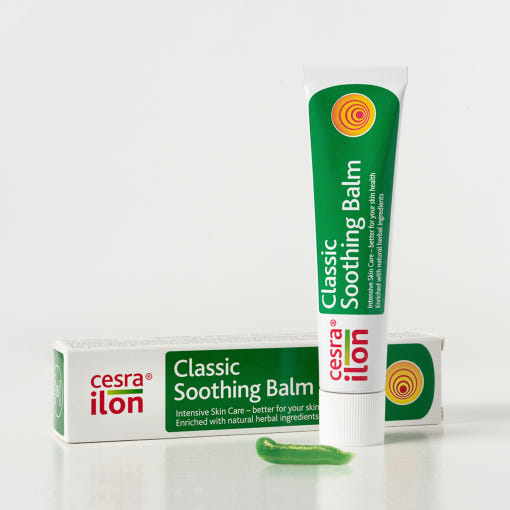 Classic
Soothing Balm
Intensive Skin Care – better for your skin health
Enriched with natural herbal ingredients
cesra®
ilon
cesra®
ilon
Classic
Soothing Balm
Intensive Skin Care – better for your skin
Enriched with natural herbal ingredients